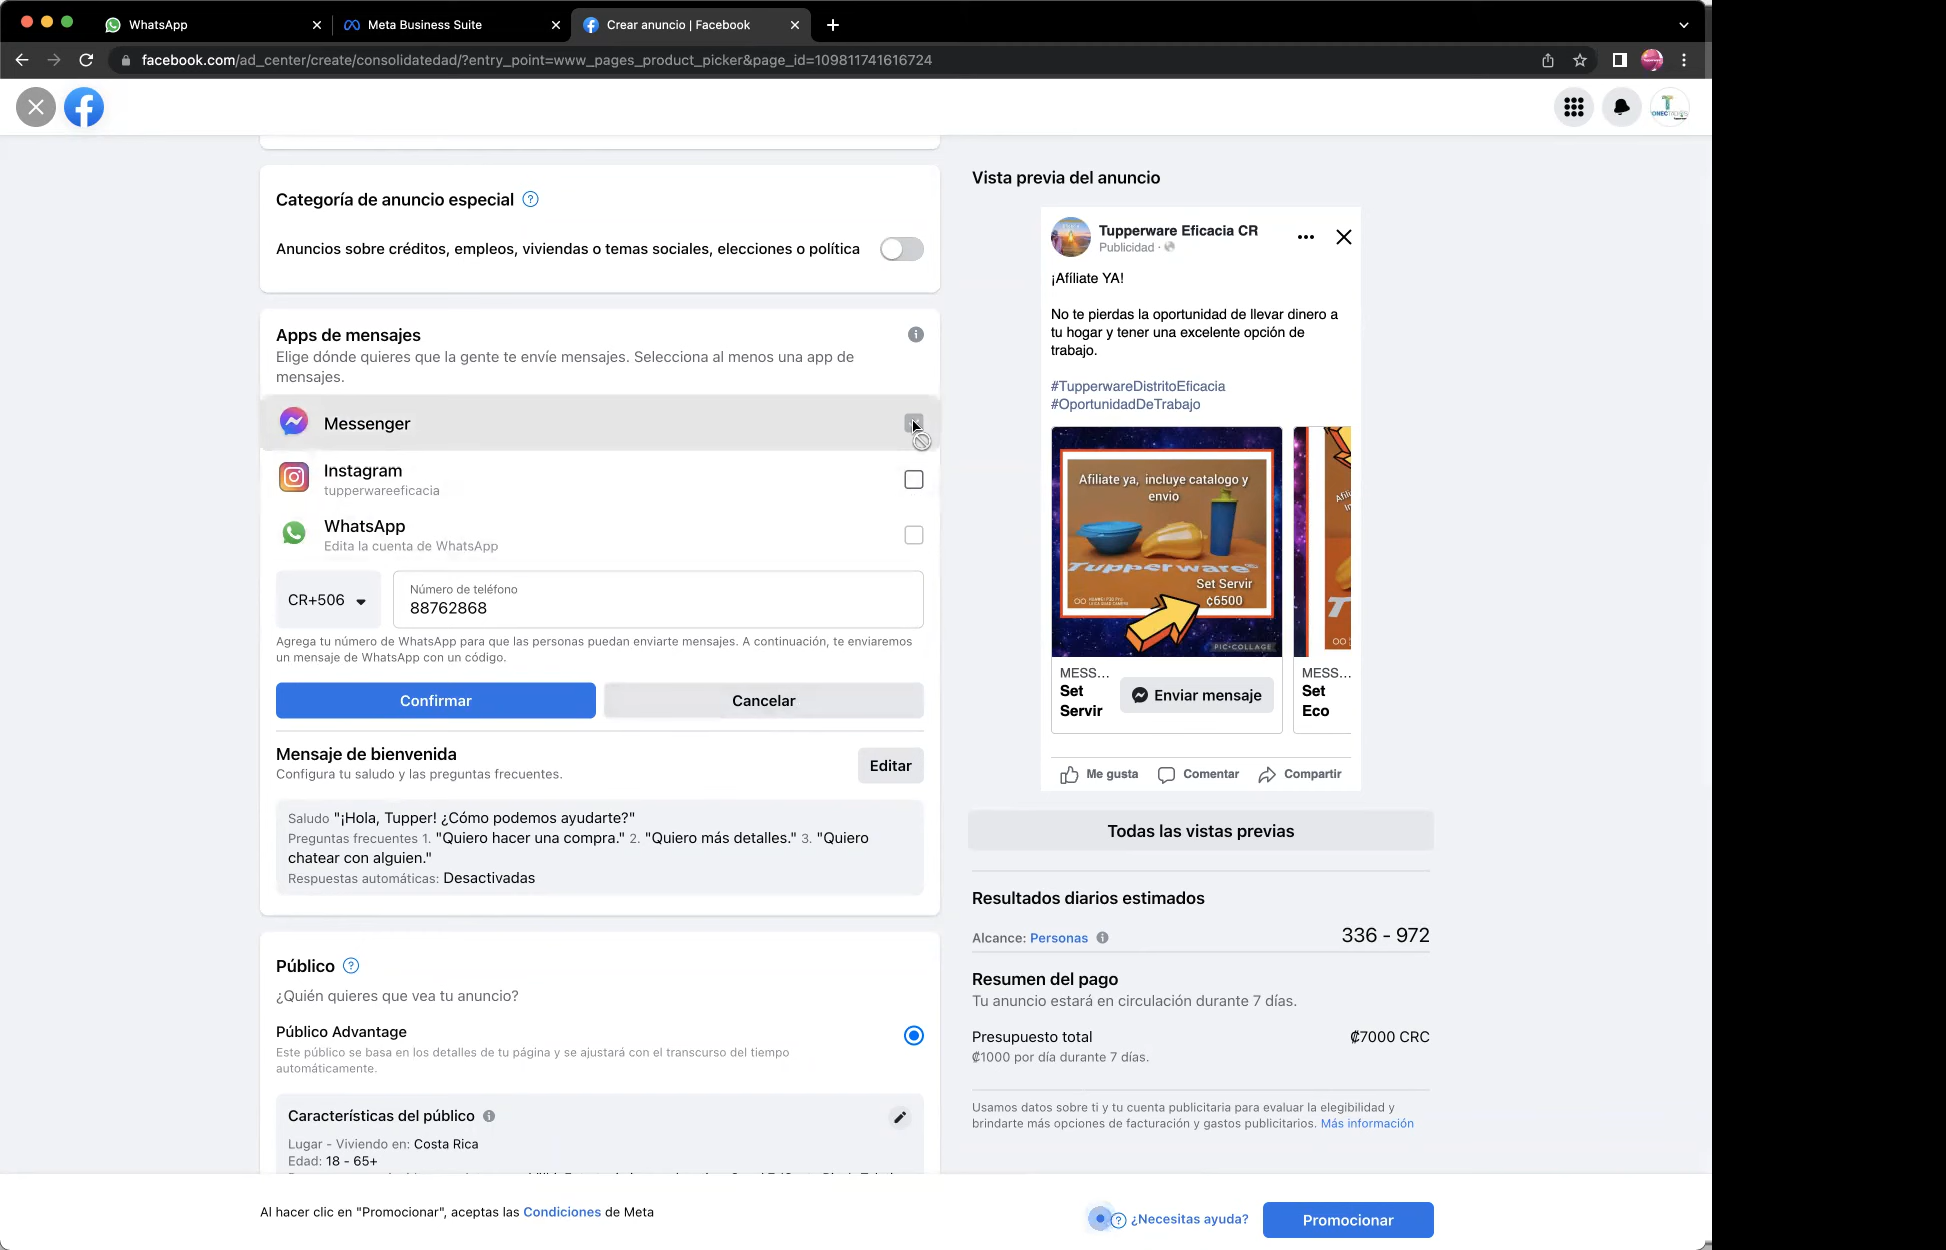 WhatsApp
Meta Business Suite
Crear anuncio | Facebook
facebook.com/ad_center/create/consolidatedad/?entry_point=www_pages_product_picker&page_id=109811741616724
Categoría de anuncio especial
Anuncios sobre créditos, empleos, viviendas o temas sociales, elecciones o política
Apps de mensajes
Elige dónde quieres que la gente te envíe mensajes. Selecciona al menos una app de
mensajes.
Messenger
Instagram
tupperwareeficacia
WhatsApp
Edita la cuenta de WhatsApp
CR+506
Número de teléfono
88762868
Agrega tu número de WhatsApp para que las personas puedan enviarte mensajes. A continuación, te enviaremos
un mensaje de WhatsApp con un código.
Confirmar
Cancelar
Mensaje de bienvenida
Configura tu saludo y las preguntas frecuentes.
Editar
Saludo "¡Hola, Tupper! ¿Cómo podemos ayudarte?"
Preguntas frecuentes 1. "Quiero hacer una compra." 2. "Quiero más detalles." 3. "Quiero
chatear con alguien."
Respuestas automáticas: Desactivadas
Público
¿Quién quieres que vea tu anuncio?
Público Advantage
Este público se basa en los detalles de tu página y se ajustará con el transcurso del tiempo
automáticamente.
Características del público
Lugar - Viviendo en: Costa Rica
Edad: 18 - 65+
Vista previa del anuncio
Tupperware Eficacia CR
Publicidad ·
¡Afíliate YA!
No te pierdas la oportunidad de llevar dinero a
tu hogar y tener una excelente opción de
trabajo.
#TupperwareDistritoEficacia
#OportunidadDeTrabajo
Afiliate ya, incluye catalogo y
envio
Tupperware
Set Servir
¢6500
PIC•COLLAGE
MESS...
Set
Servir
Enviar mensaje
MESS...
Set
Eco
Me gusta
Comentar
Compartir
Todas las vistas previas
Resultados diarios estimados
Alcance: Personas
336 - 972
Resumen del pago
Tu anuncio estará en circulación durante 7 días.
Presupuesto total
₡7000 CRC
₡1000 por día durante 7 días.
Usamos datos sobre ti y tu cuenta publicitaria para evaluar la elegibilidad y
brindarte más opciones de facturación y gastos publicitarios. Más información
Al hacer clic en "Promocionar", aceptas las Condiciones de Meta
¿Necesitas ayuda?
Promocionar